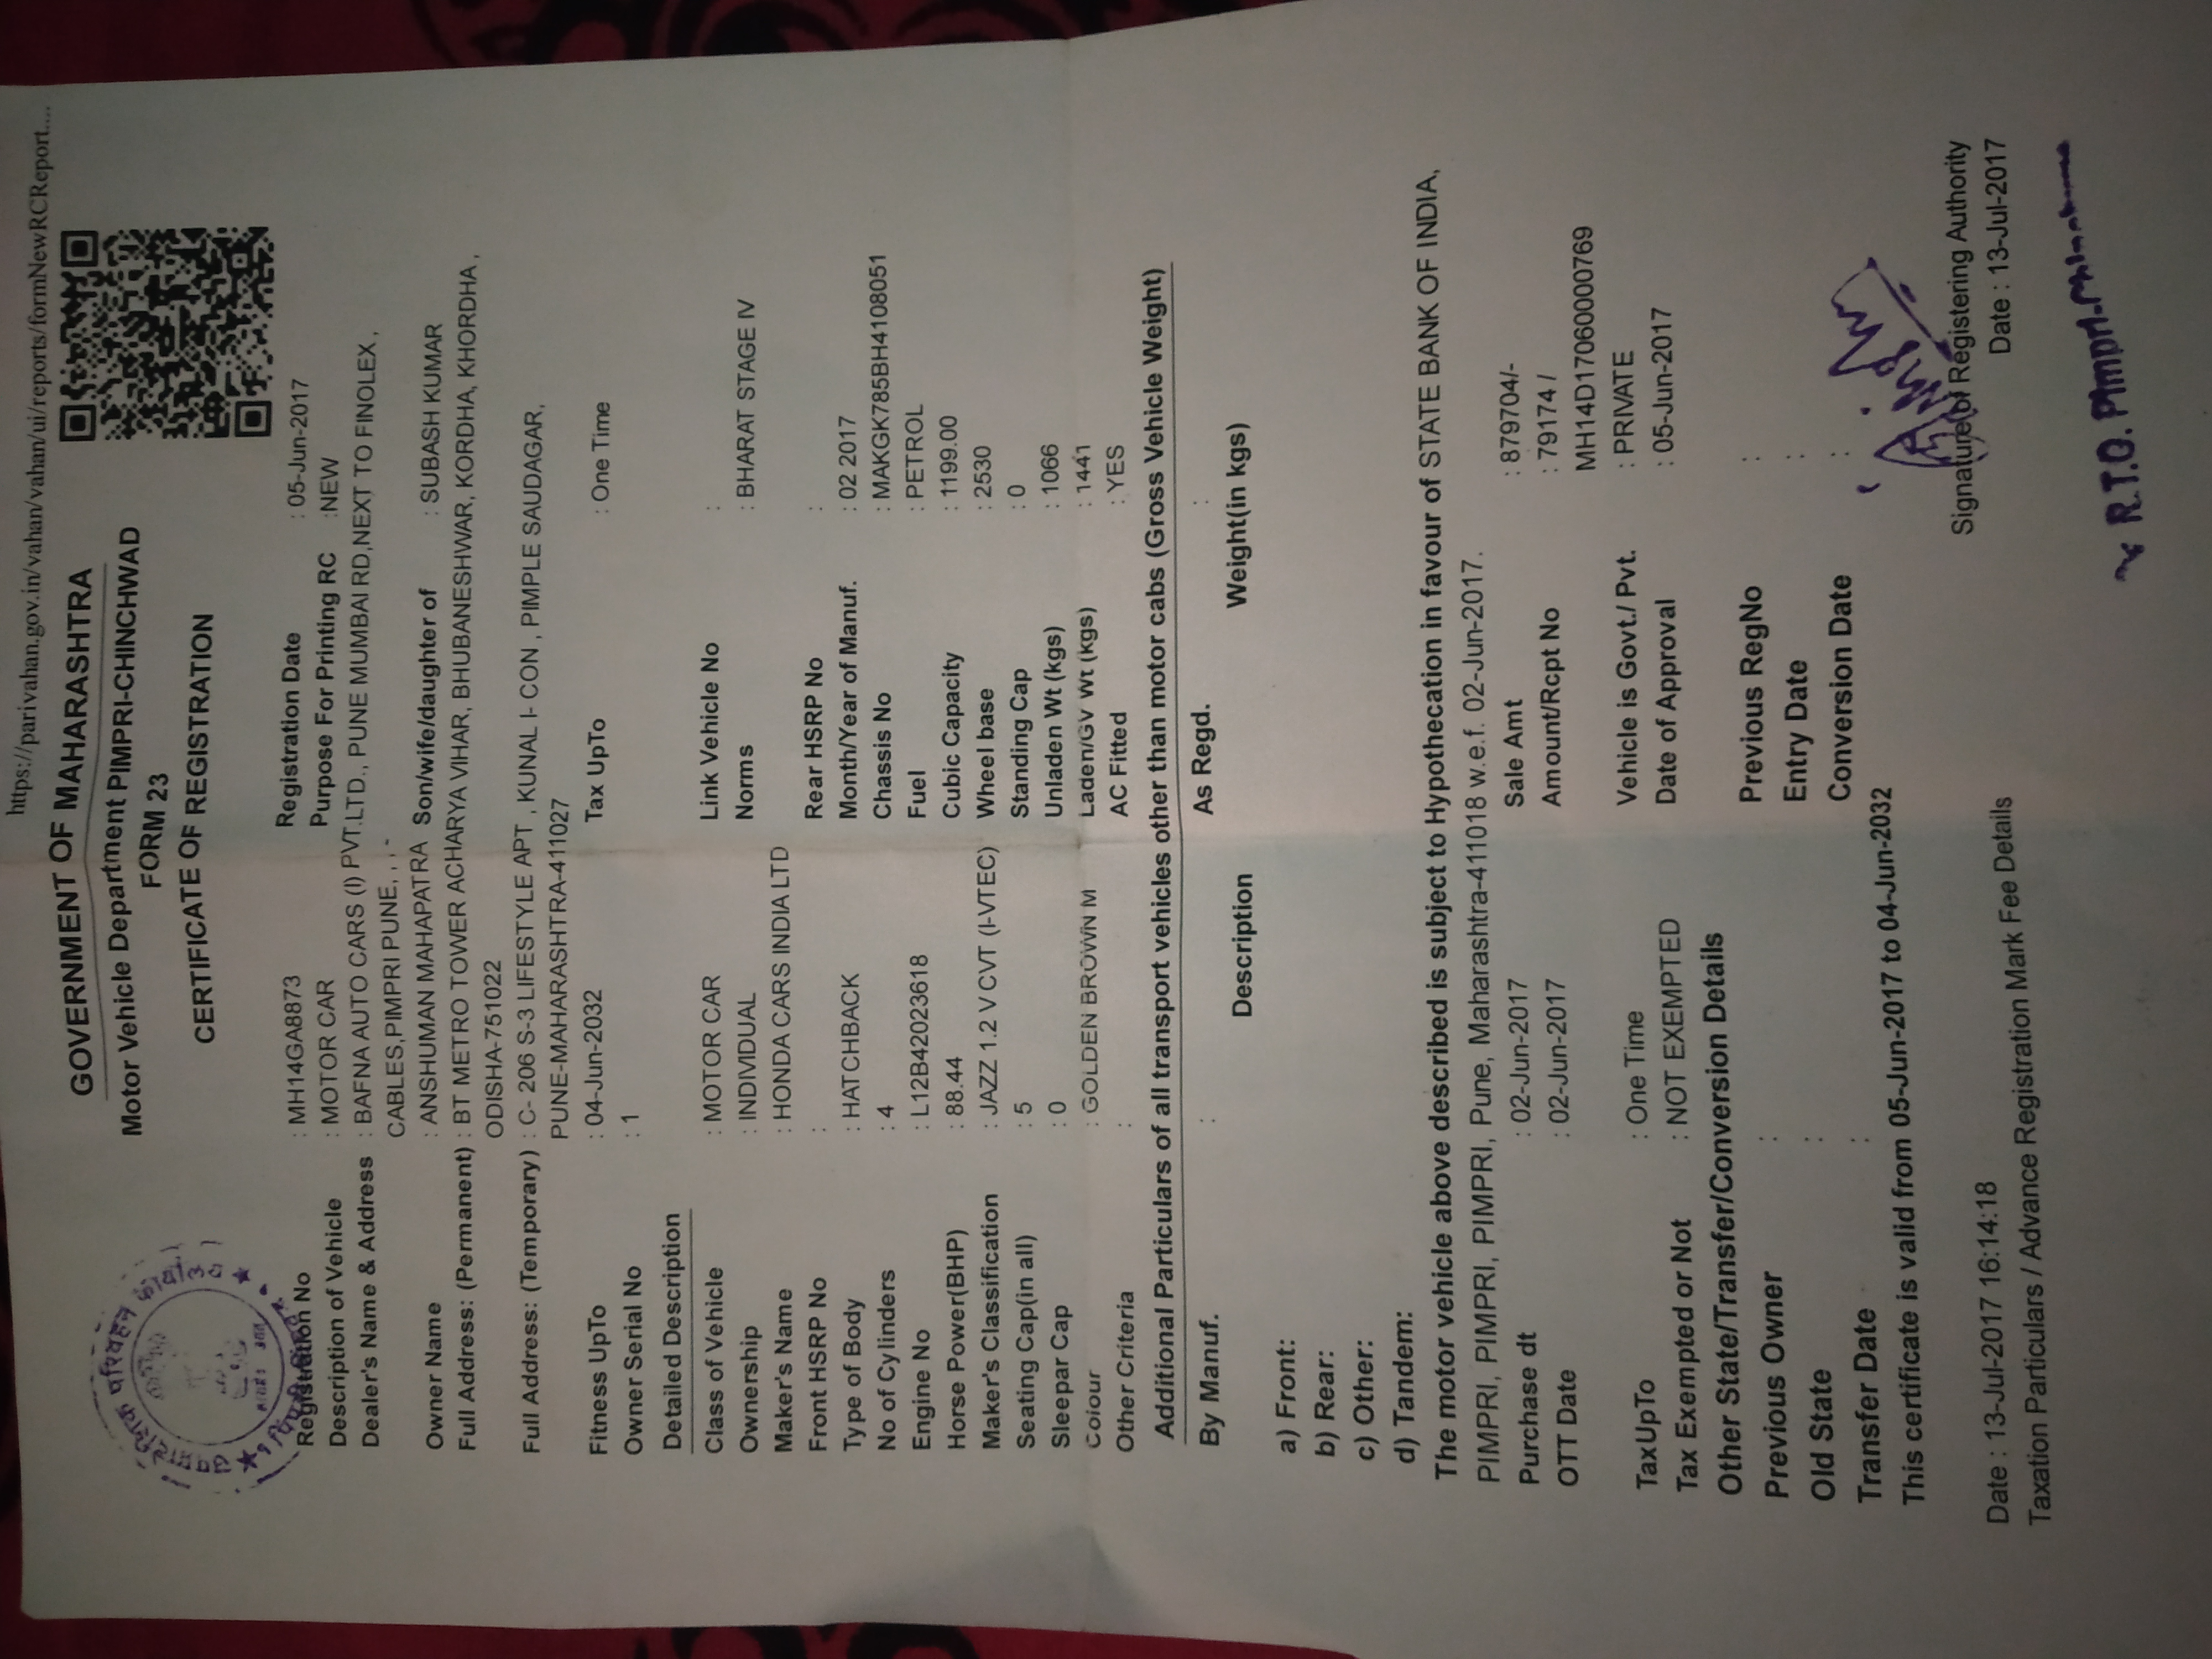 https://parivahan.gov.in/vahan/vahan/ui/reports/formNewRCReport....
GOVERNMENT OF MAHARASHTRA
Motor Vehicle Department PIMPRI-CHINCHWAD
FORM 23
CERTIFICATE OF REGISTRATION
उपप्रादेशिक परिवहन कार्यालय
Registration No : MH14GA8873 Registration Date : 05-Jun-2017
Description of Vehicle : MOTOR CAR Purpose For Printing RC :NEW
Dealer's Name & Address : BAFNA AUTO CARS (I) PVT.LTD., PUNE MUMBAI RD,NEXT TO FINOLEX ,
CABLES,PIMPRI PUNE, , , -
Owner Name : ANSHUMAN MAHAPATRA Son/wife/daughter of : SUBASH KUMAR
Full Address: (Permanent) : BT METRO TOWER ACHARYA VIHAR, BHUBANESHWAR, KORDHA, KHORDHA ,
ODISHA-751022
Full Address: (Temporary) : C- 206 S-3 LIFESTYLE APT , KUNAL I- CON , PIMPLE SAUDAGAR,
PUNE-MAHARASHTRA-411027
Fitness UpTo : 04-Jun-2032 Tax UpTo : One Time
Owner Serial No : 1
Detailed Description
Class of Vehicle : MOTOR CAR Link Vehicle No :
Ownership : INDIVIDUAL Norms : BHARAT STAGE IV
Maker's Name : HONDA CARS INDIA LTD
Front HSRP No : Rear HSRP No :
Type of Body : HATCHBACK Month/Year of Manuf. : 02 2017
No of Cylinders : 4 Chassis No : MAKGK785BH4108051
Engine No : L12B42023618 Fuel : PETROL
Horse Power(BHP) : 88.44 Cubic Capacity : 1199.00
Maker's Classification : JAZZ 1.2 V CVT (I-VTEC) Wheel base : 2530
Seating Cap(in all) : 5 Standing Cap : 0
Sleepar Cap : 0 Unladen Wt (kgs) : 1066
Colour : GOLDEN BROWN M Laden/GV Wt (kgs) : 1441
Other Criteria : AC Fitted : YES
Additional Particulars of all transport vehicles other than motor cabs (Gross Vehicle Weight)
By Manuf. : As Regd. :
Description Weight(in kgs)
a) Front:
b) Rear:
c) Other:
d) Tandem:
The motor vehicle above described is subject to Hypothecation in favour of STATE BANK OF INDIA,
PIMPRI, PIMPRI, PIMPRI, Pune, Maharashtra-411018 w.e.f. 02-Jun-2017.
Purchase dt : 02-Jun-2017 Sale Amt : 879704/-
OTT Date : 02-Jun-2017 Amount/Rcpt No : 79174 /
MH14D17060000769
TaxUpTo : One Time Vehicle is Govt./ Pvt. : PRIVATE
Tax Exempted or Not : NOT EXEMPTED Date of Approval : 05-Jun-2017
Other State/Transfer/Conversion Details
Previous Owner : Previous RegNo :
Old State : Entry Date :
Transfer Date : Conversion Date :
This certificate is valid from 05-Jun-2017 to 04-Jun-2032
Signature of Registering Authority
Date : 13-Jul-2017 16:14:18 Date : 13-Jul-2017
Taxation Particulars / Advance Registration Mark Fee Details
R.T.O. Pimpri-